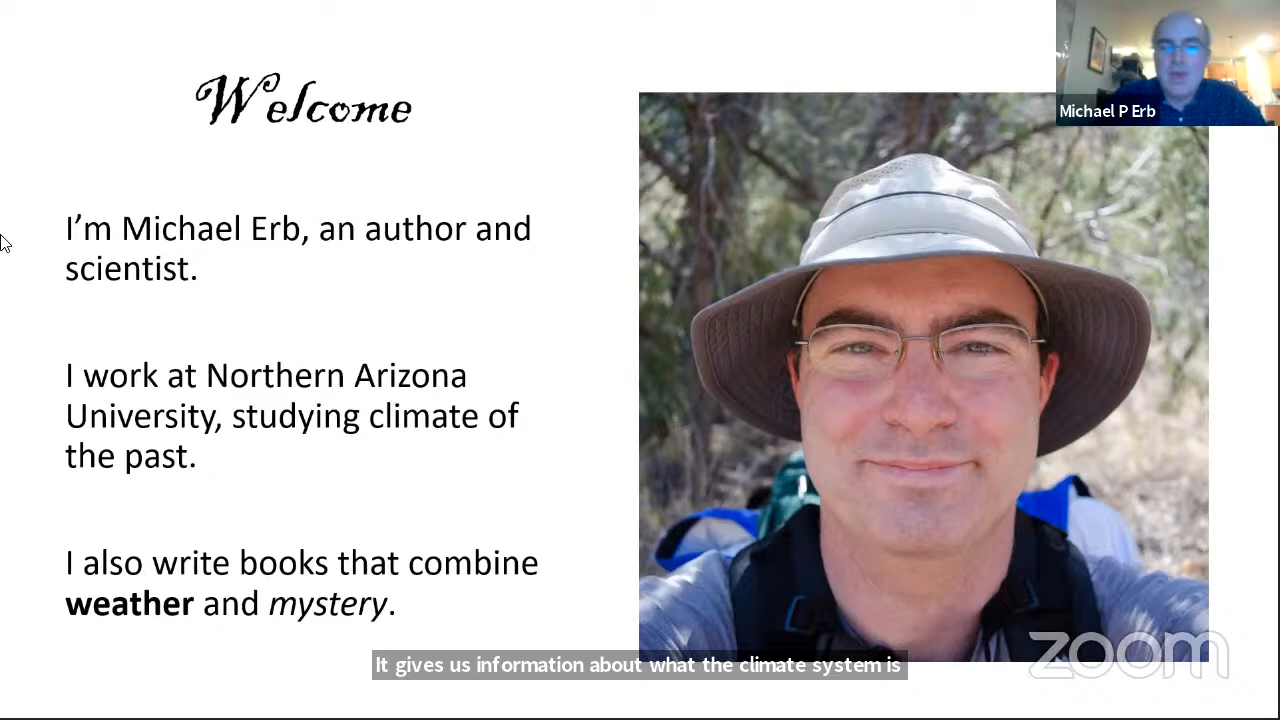 Welcome
Michael P Erb
I’m Michael Erb, an author and
scientist.
I work at Northern Arizona
University, studying climate of
the past.
I also write books that combine
weather and mystery.
It gives us information about what the climate system is
zoom